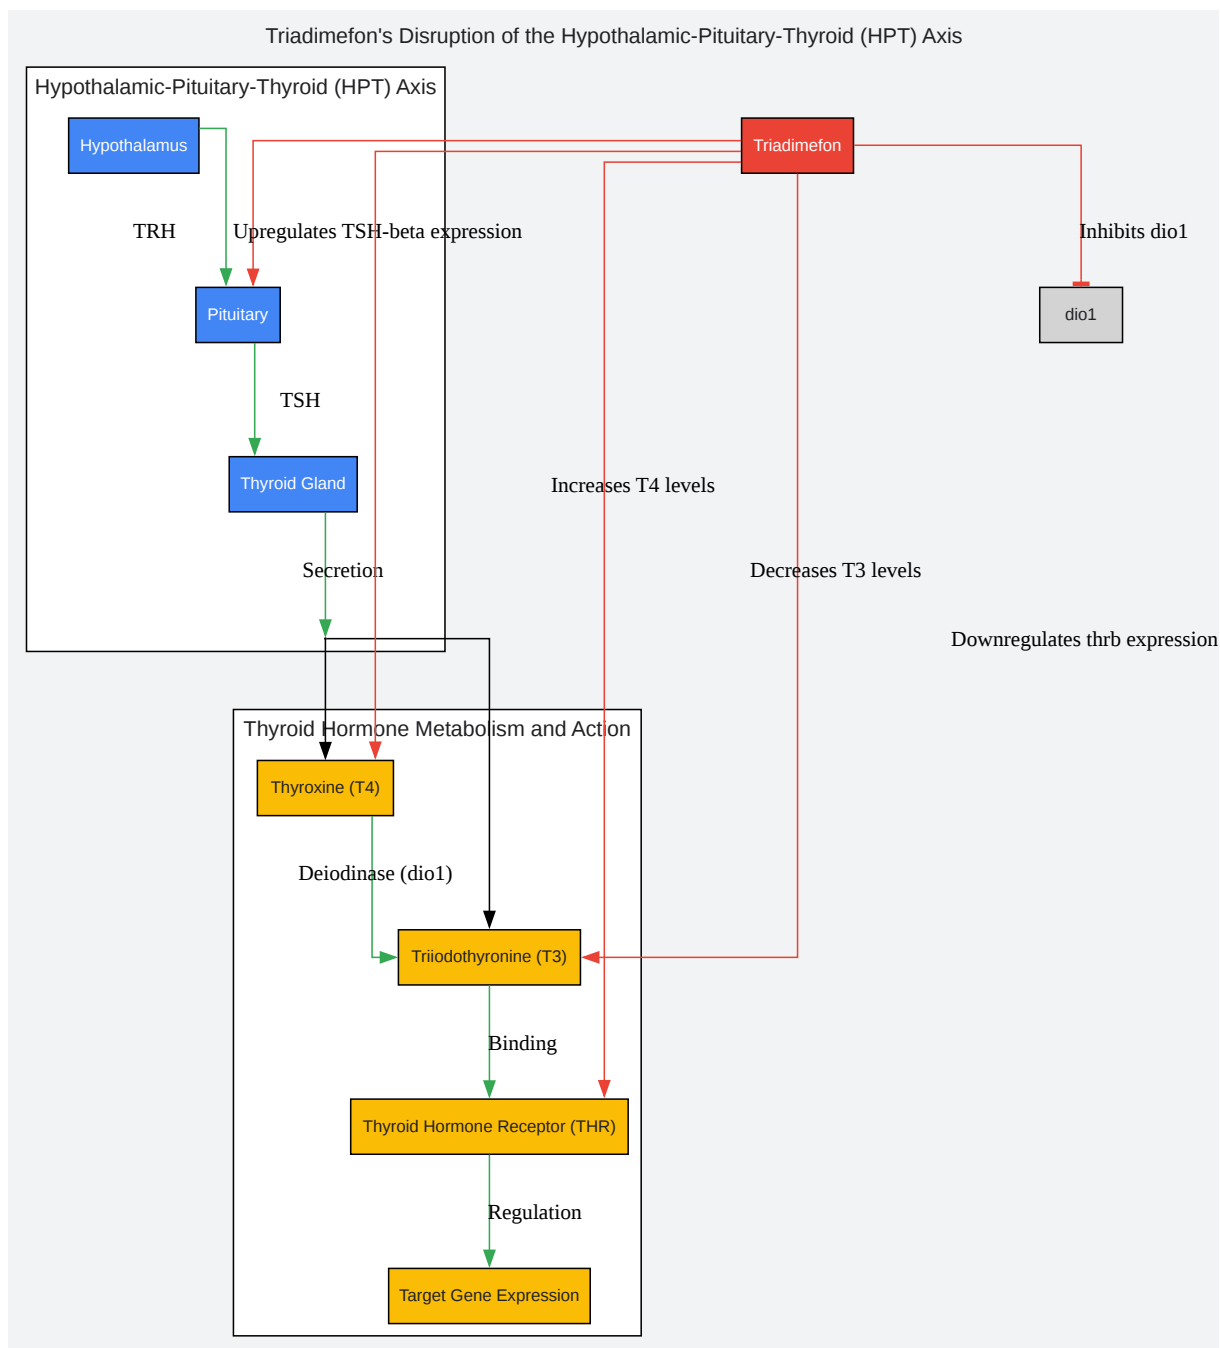 Triadimefon's Disruption of the Hypothalamic-Pituitary-Thyroid (HPT) Axis
Hypothalamic-Pituitary-Thyroid (HPT) Axis
Hypothalamus
Triadimefon
TRH
Upregulates TSH-beta expression
Inhibits dio1
Pituitary
dio1
TSH
Thyroid Gland
Increases T4 levels
Secretion
Decreases T3 levels
Downregulates thrb expression
Thyroid Hormone Metabolism and Action
Thyroxine (T4)
Deiodinase (dio1)
Triiodothyronine (T3)
Binding
Thyroid Hormone Receptor (THR)
Regulation
Target Gene Expression